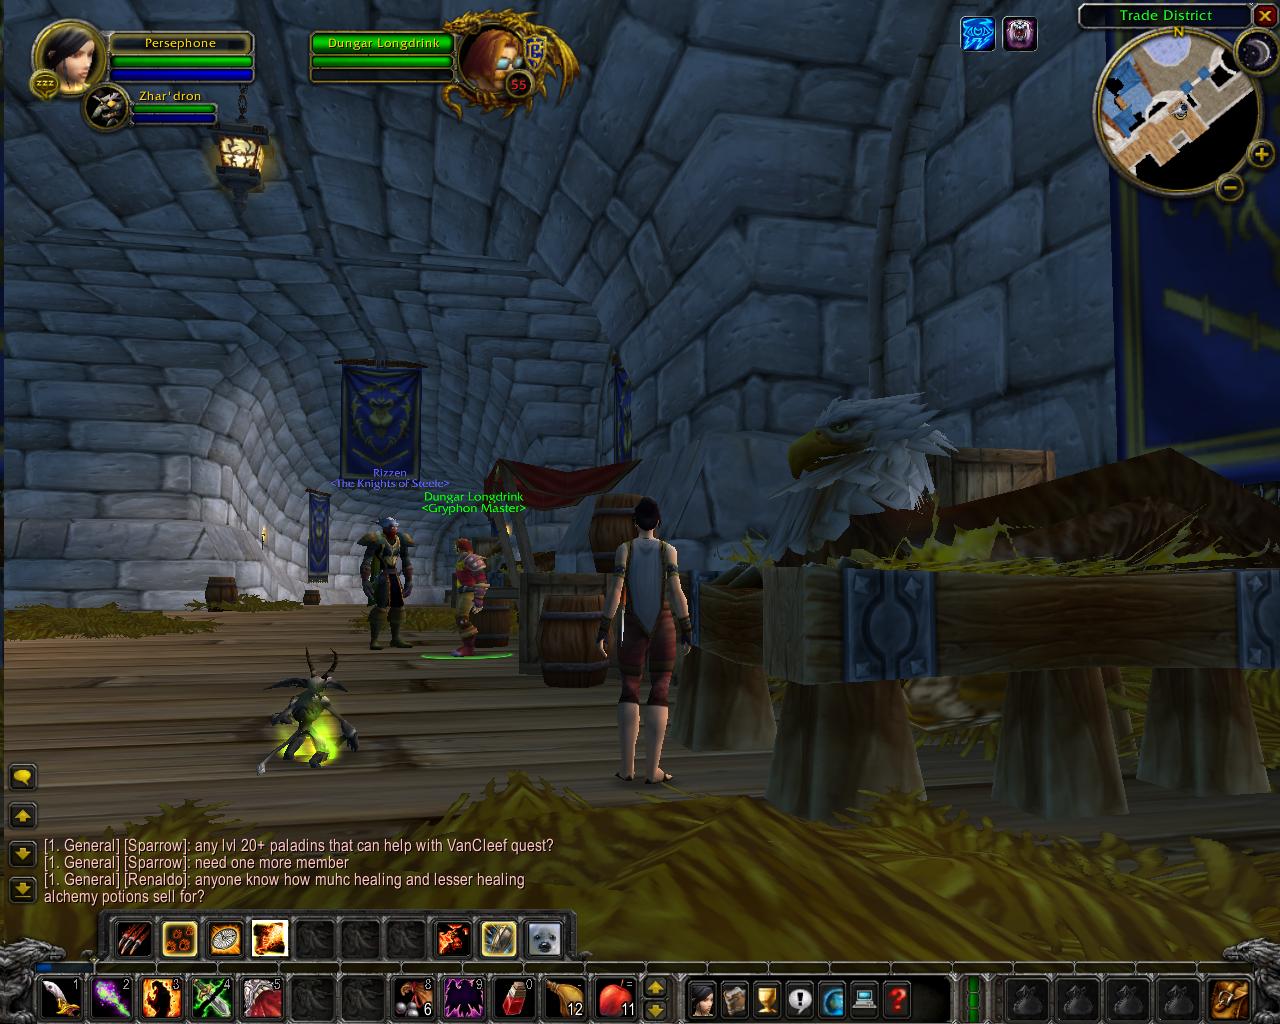 Persephone
Dungar Longdrink
Trade District
N
zzz
55
Zhar'dron
Rizzen
<The Knights of Steele>
Dungar Longdrink
<Gryphon Master>
[1. General] [Sparrow]: any lvl 20+ paladins that can help with VanCleef quest?
[1. General] [Sparrow]: need one more member
[1. General] [Renaldo]: anyone know how muhc healing and lesser healing
alchemy potions sell for?
1 2 3 4 5 8 6 9 0 - 12 = 11